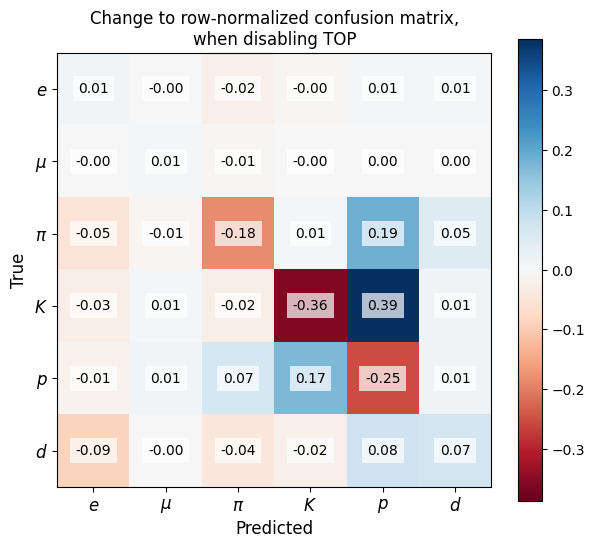 Change to row-normalized confusion matrix,
when disabling TOP
e 0.01 -0.00 -0.02 -0.00 0.01 0.01
μ -0.00 0.01 -0.01 -0.00 0.00 0.00
π -0.05 -0.01 -0.18 0.01 0.19 0.05
K -0.03 0.01 -0.02 -0.36 0.39 0.01
p -0.01 0.01 0.07 0.17 -0.25 0.01
d -0.09 -0.00 -0.04 -0.02 0.08 0.07
e μ π K p d
Predicted
True
0.3
0.2
0.1
0.0
−0.1
−0.2
−0.3